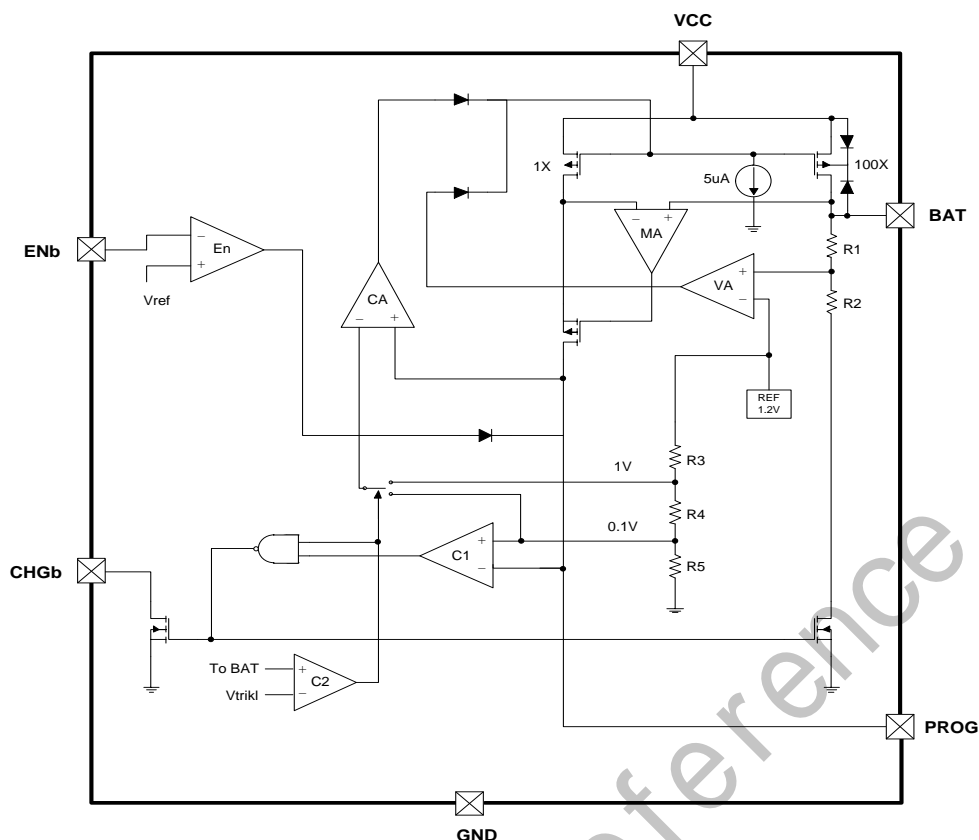 VCC
1X
100X
5uA
BAT
MA
R1
ENb
En
VA
R2
Vref
CA
REF
1.2V
1V
R3
R4
0.1V
C1
R5
CHGb
To BAT
Vtrikl
C2
PROG
GND
eference